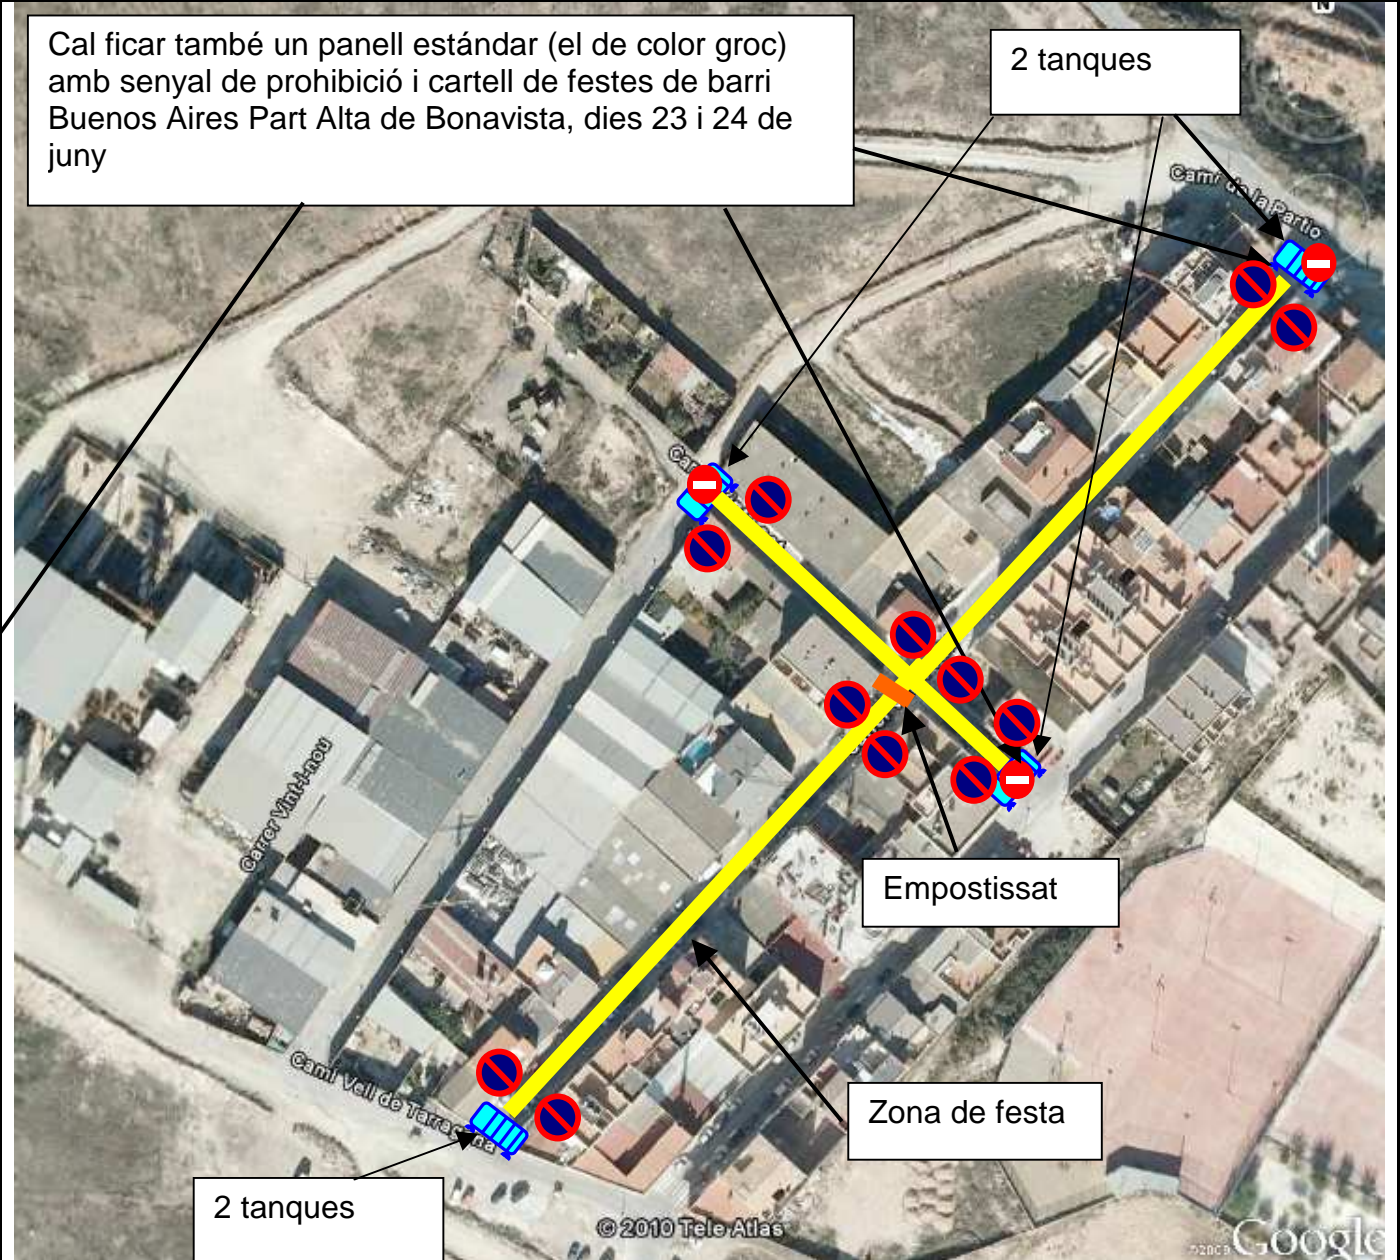 Cal ficar també un panell estándar (el de color groc)
amb senyal de prohibició i cartell de festes de barri
Buenos Aires Part Alta de Bonavista, dies 23 i 24 de
juny
2 tanques
N
Camí de la Partio
Carrer Vint-i-nou
Empostissat
Zona de festa
Camí Vell de Tarragona
2 tanques
© 2010 Tele Atlas
Google